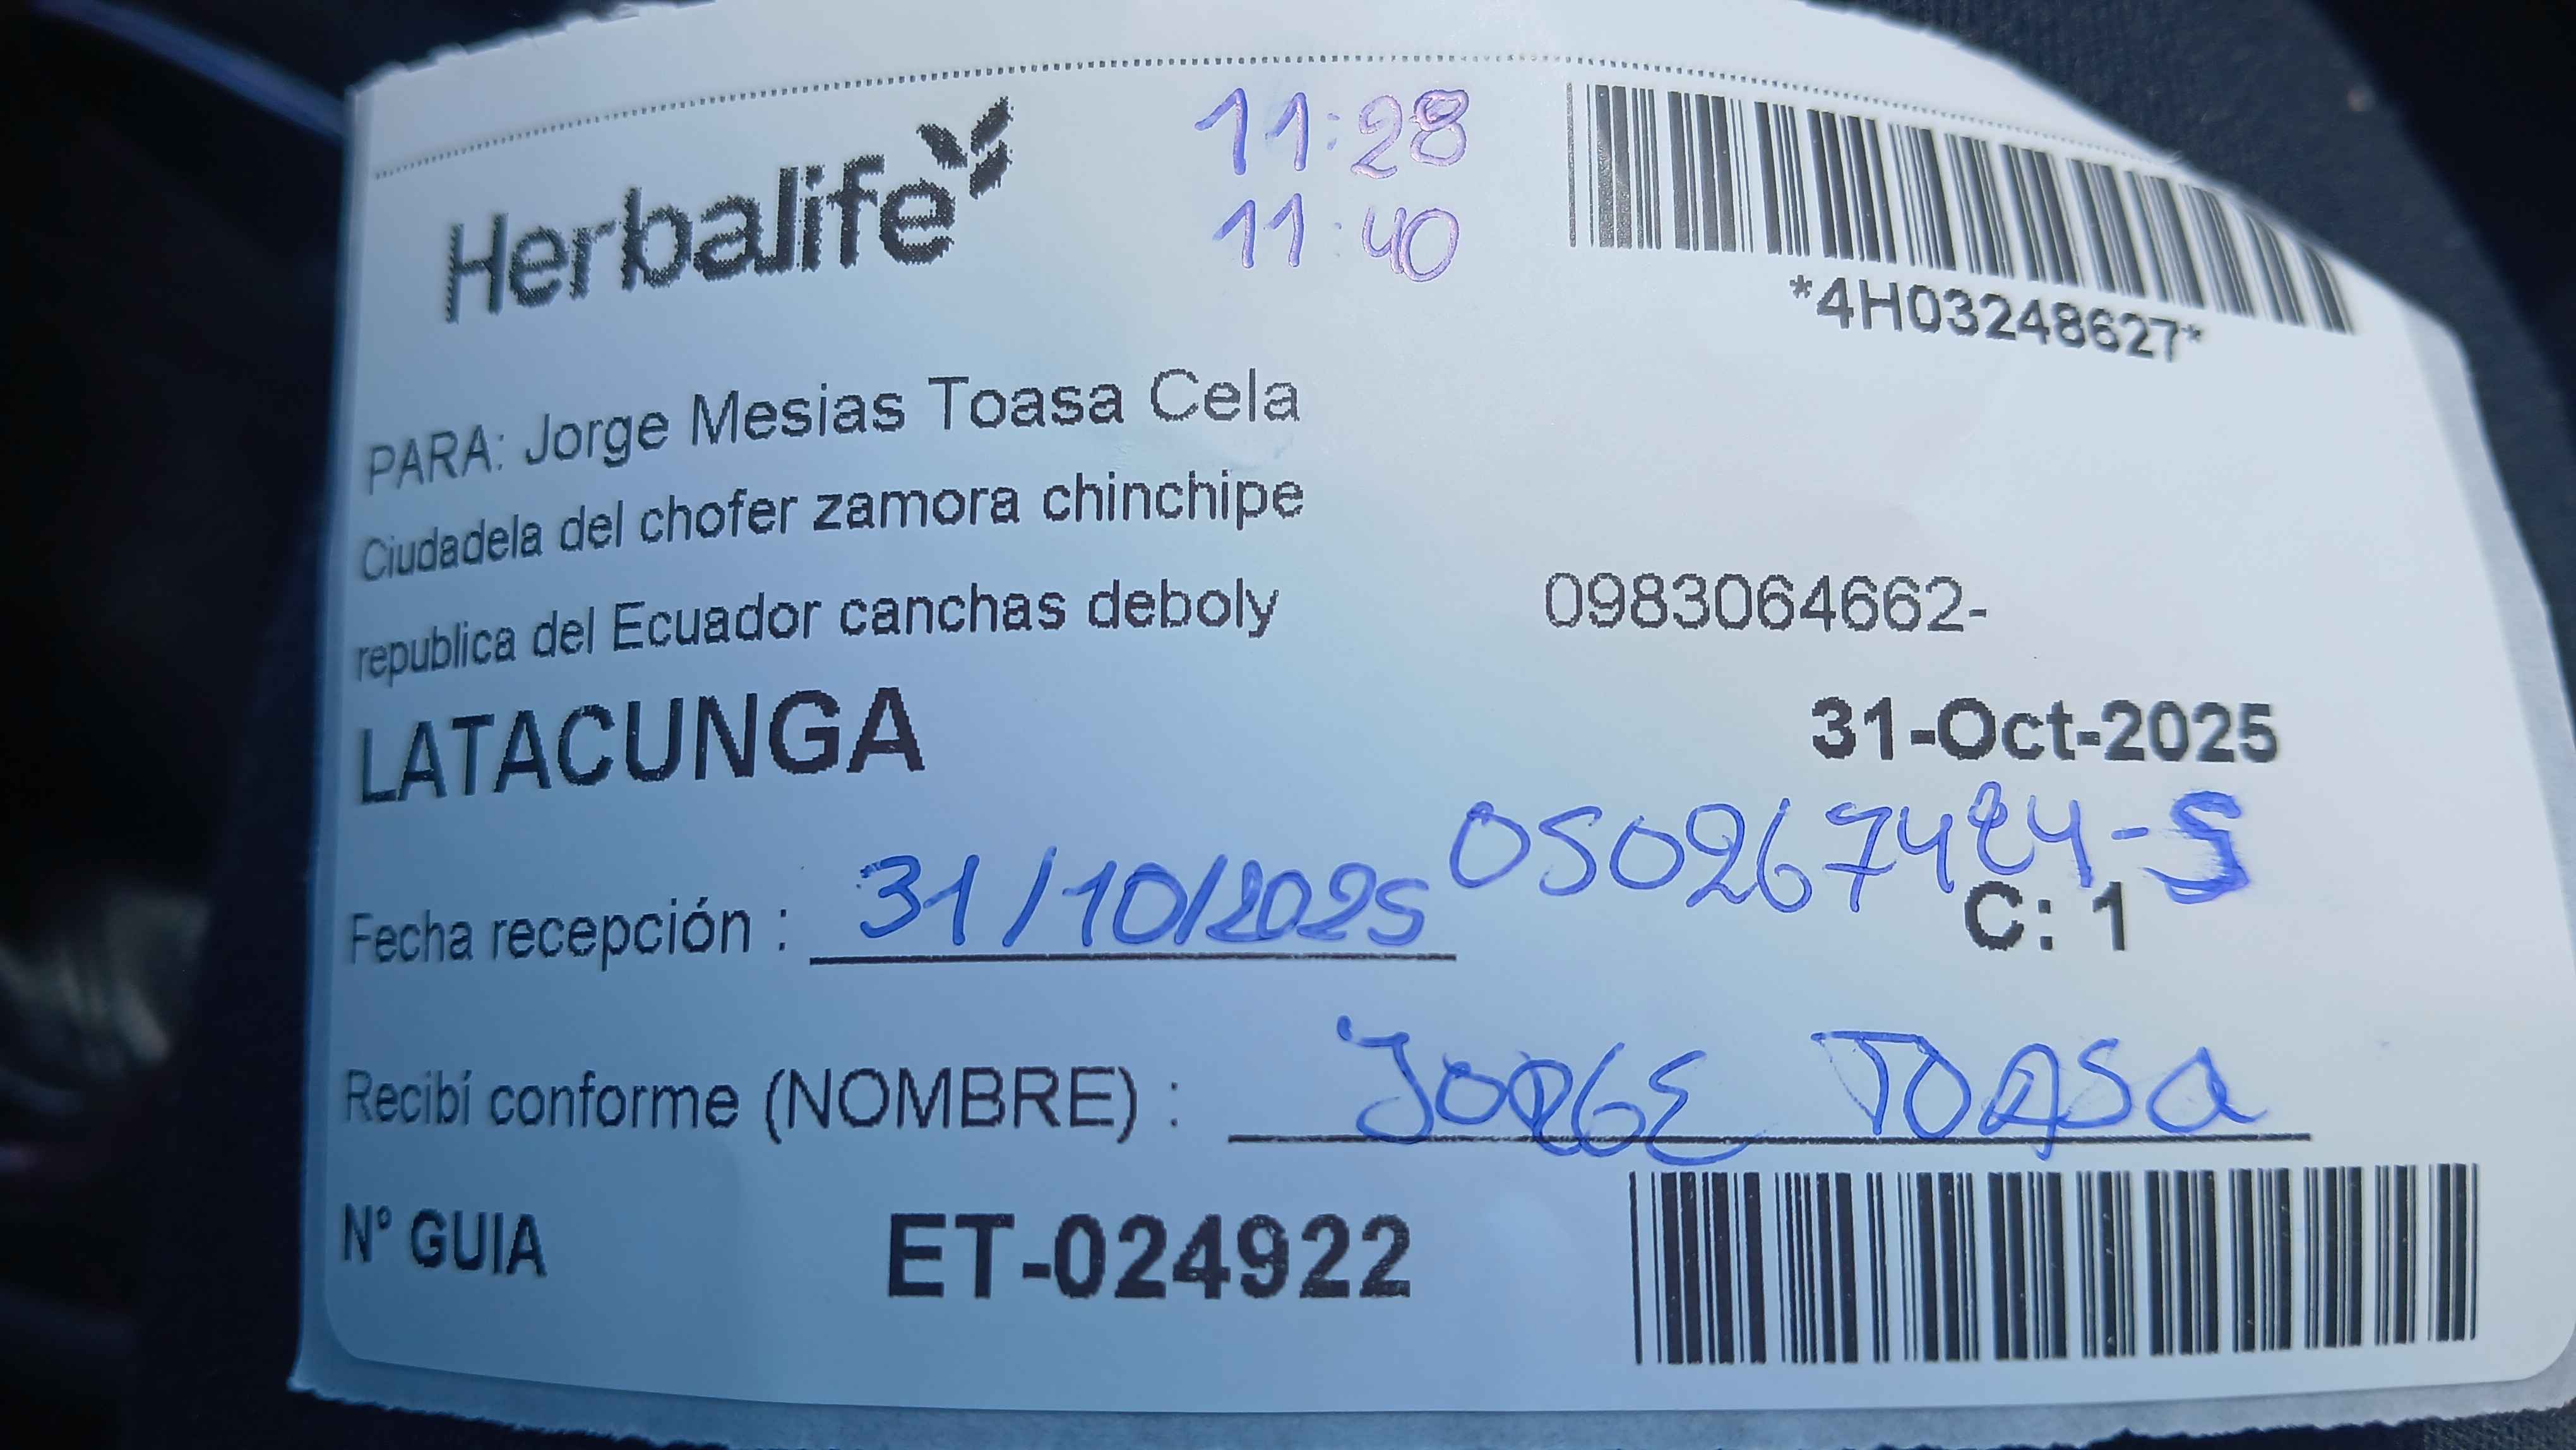 Herbalife
11:28
11:40
*4H03248627*
PARA: Jorge Mesias Toasa Cela
Ciudadela del chofer zamora chinchipe
republica del Ecuador canchas deboly
0983064662-
LATACUNGA
31-Oct-2025
050267424-5
Fecha recepción : 31/10/2025
C: 1
Recibí conforme (NOMBRE) : JORGE TOASA
N° GUIA ET-024922